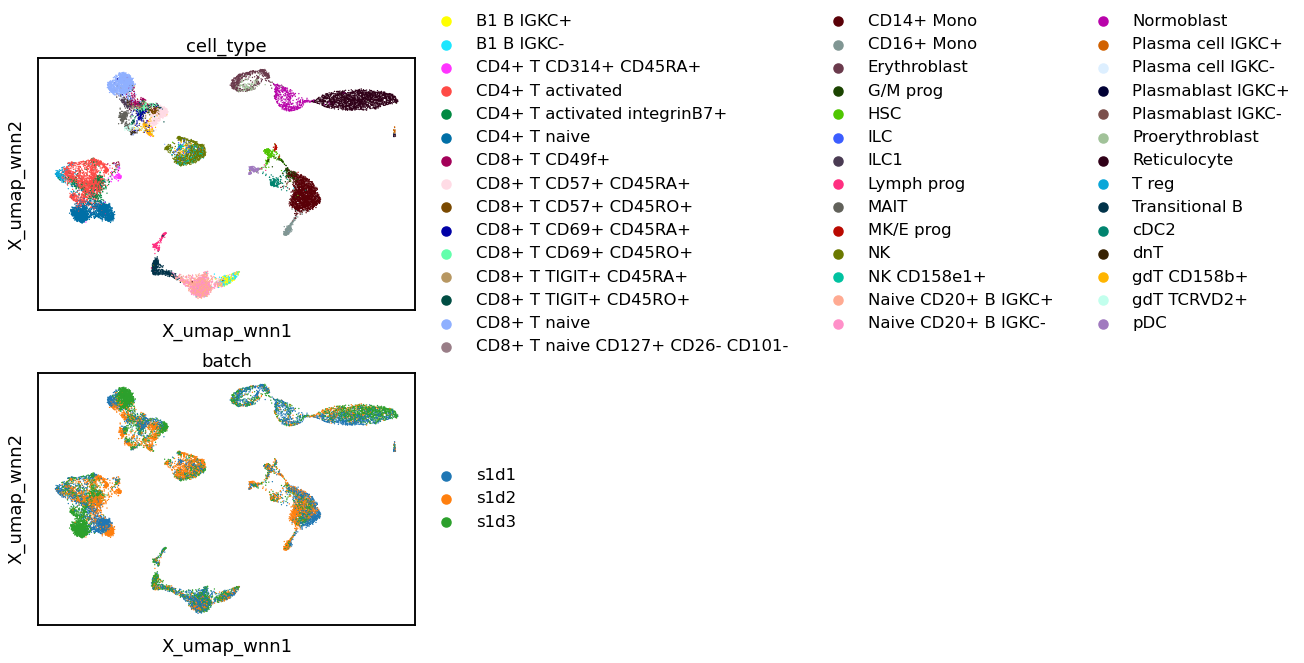 cell_type
X_umap_wnn2
X_umap_wnn1
B1 B IGKC+
B1 B IGKC-
CD4+ T CD314+ CD45RA+
CD4+ T activated
CD4+ T activated integrinB7+
CD4+ T naive
CD8+ T CD49f+
CD8+ T CD57+ CD45RA+
CD8+ T CD57+ CD45RO+
CD8+ T CD69+ CD45RA+
CD8+ T CD69+ CD45RO+
CD8+ T TIGIT+ CD45RA+
CD8+ T TIGIT+ CD45RO+
CD8+ T naive
CD8+ T naive CD127+ CD26- CD101-
CD14+ Mono
CD16+ Mono
Erythroblast
G/M prog
HSC
ILC
ILC1
Lymph prog
MAIT
MK/E prog
NK
NK CD158e1+
Naive CD20+ B IGKC+
Naive CD20+ B IGKC-
Normoblast
Plasma cell IGKC+
Plasma cell IGKC-
Plasmablast IGKC+
Plasmablast IGKC-
Proerythroblast
Reticulocyte
T reg
Transitional B
cDC2
dnT
gdT CD158b+
gdT TCRVD2+
pDC
batch
X_umap_wnn2
X_umap_wnn1
s1d1
s1d2
s1d3